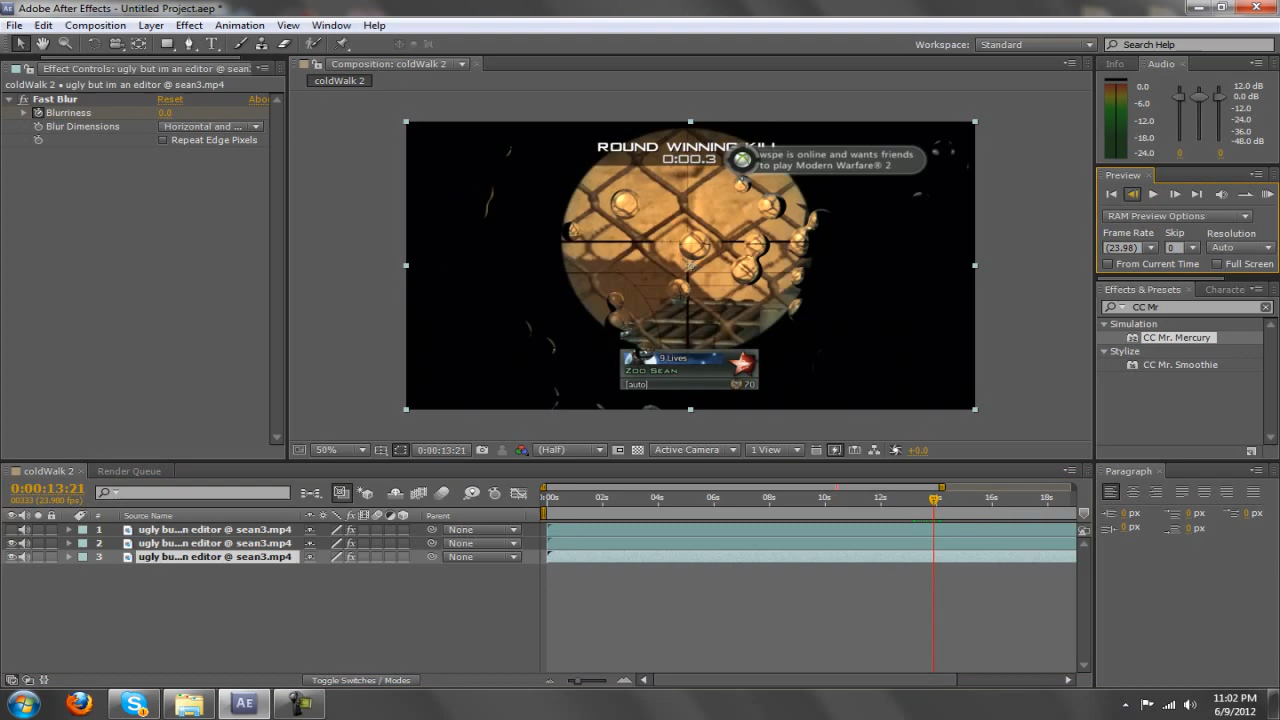 Adobe After Effects - Untitled Project.aep *
File Edit Composition Layer Effect Animation View Window Help
Workspace: Standard Search Help
Effect Controls: ugly but im an editor @ sean3.
coldWalk 2 • ugly but im an editor @ sean3.mp4
Fast Blur Reset Abou
Blurriness 0.0
Blur Dimensions Horizontal and ...
Repeat Edge Pixels
Composition: coldWalk 2
coldWalk 2
ROUND WINNING KILL
0:00.3
is online and wants friends
to play Modern Warfare® 2
9.Lives
Zoo Sean
[auto] 70
50% 0:00:13:21 (Half) Active Camera 1 View +0.0
Info Audio
0.0 12.0 dB
-6.0 0.0 dB
-12.0 -12.0
-18.0 -24.0
-24.0 -36.0
-48.0 dB
0 0
Preview
RAM Preview Options
Frame Rate Skip Resolution
(23.98) 0 Auto
From Current Time Full Screen
Effects & Presets Characte
CC Mr
Simulation
CC Mr. Mercury
Stylize
CC Mr. Smoothie
coldWalk 2 Render Queue
0:00:13:21
00333 (23.980 fps)
:00s 02s 04s 06s 08s 10s 12s 16s 18s
# Source Name Parent
1 ugly bu...n editor @ sean3.mp4 None
2 ugly bu...n editor @ sean3.mp4 None
3 ugly bu...n editor @ sean3.mp4 None
Toggle Switches / Modes
Paragraph
0 px 0 px 0 px
0 px 0 px
11:02 PM
6/9/2012